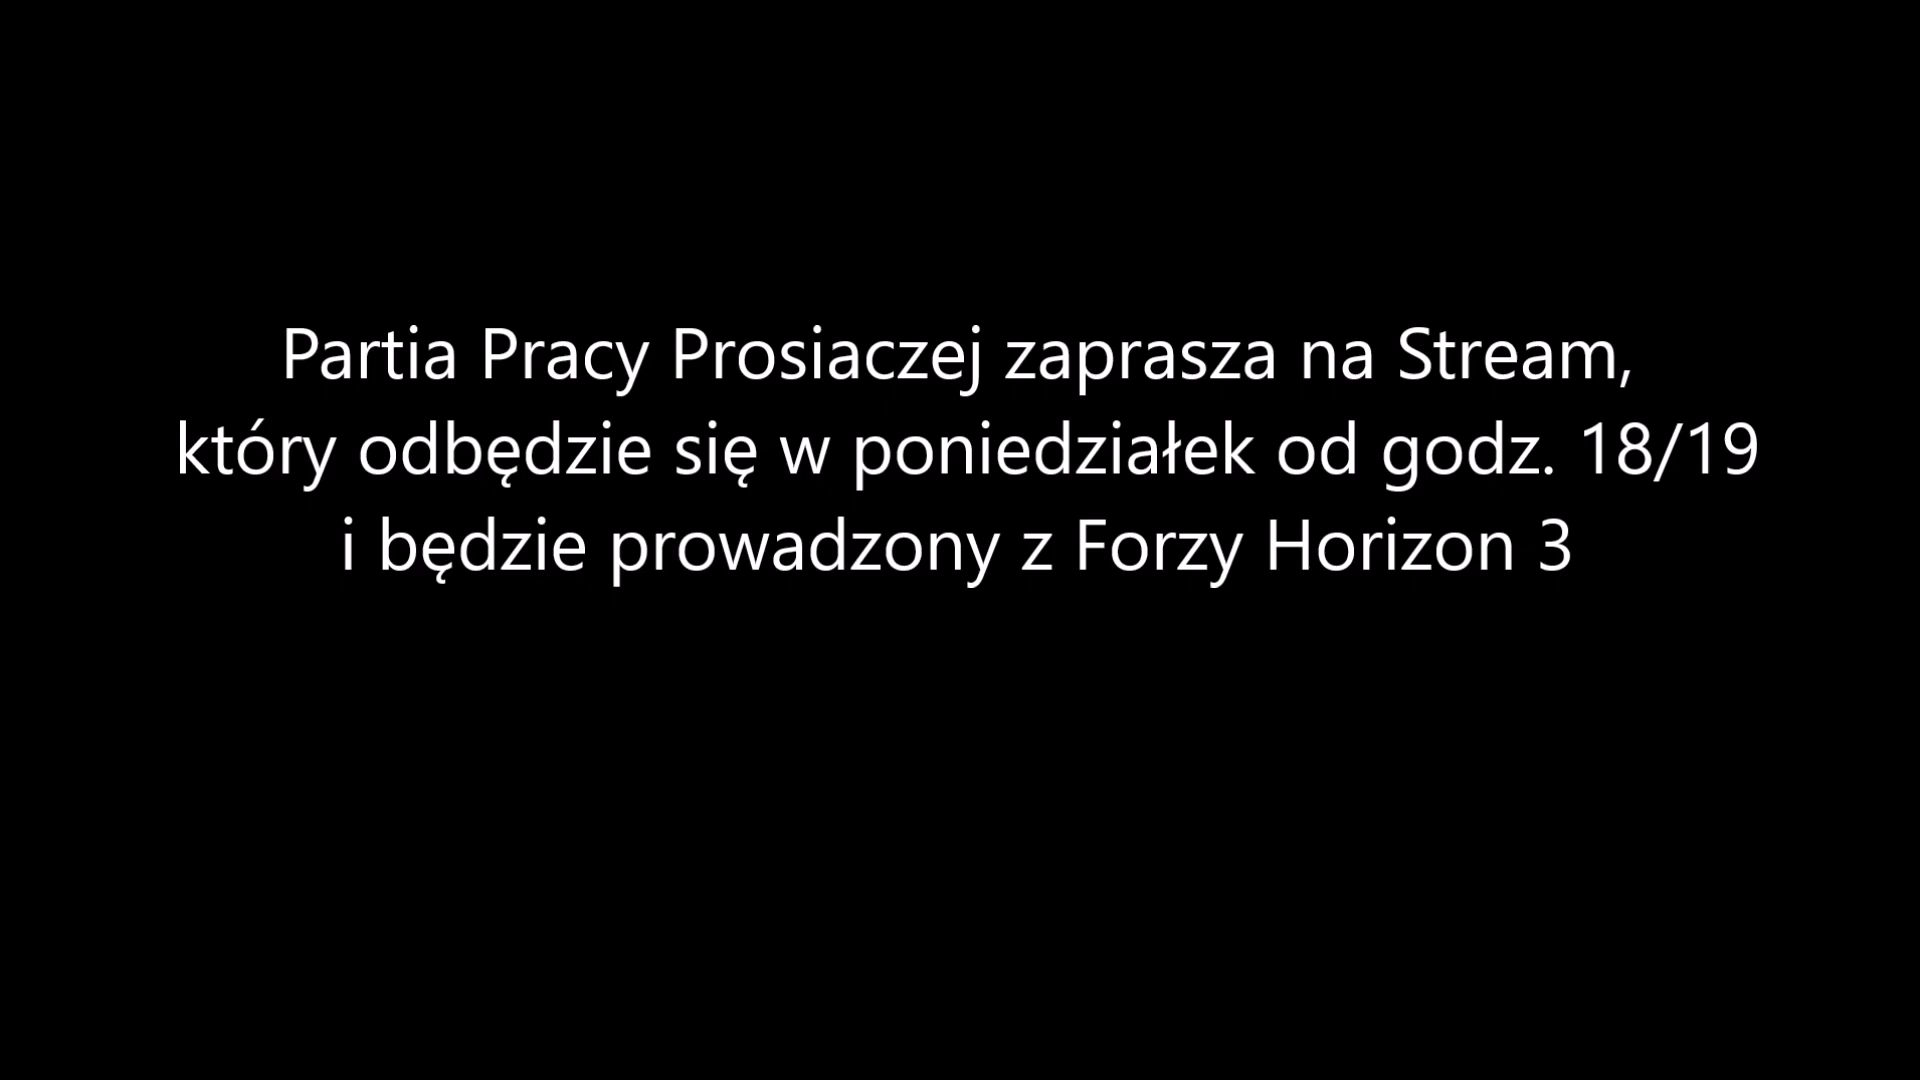 Partia Pracy Prosiaczej zaprasza na Stream,
który odbędzie się w poniedziałek od godz. 18/19
i będzie prowadzony z Forzy Horizon 3